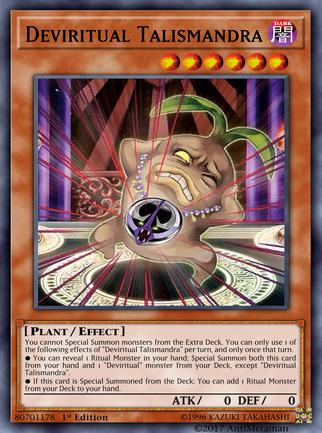 Deviritual Talismandra
DARK
闇
[Plant / Effect]
You cannot Special Summon monsters from the Extra Deck. You can only use 1 of
the following effects of "Deviritual Talismandra" per turn, and only once that turn.
● You can reveal 1 Ritual Monster in your hand; Special Summon both this
card from your hand and 1 "Deviritual" monster from your Deck, except "Deviritual
Talismandra".
● If this card is Special Summoned from the Deck: You can add 1 Ritual
Monster from your Deck to your hand.
ATK/ 0 DEF/ 0
80701178 1st Edition ©1996 KAZUKI TAKAHASHI
©2017 AntiMetaman